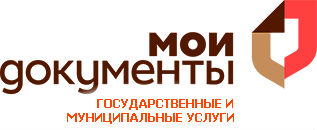 мои
документы
ГОСУДАРСТВЕННЫЕ И
МУНИЦИПАЛЬНЫЕ УСЛУГИ